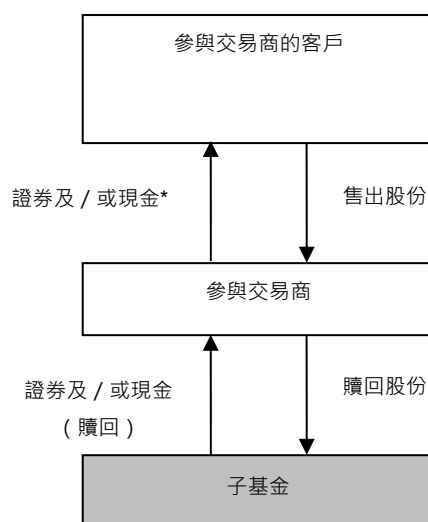 參與交易商的客戶
證券及 / 或現金*
售出股份
參與交易商
證券及 / 或現金
( 贖回 )
贖回股份
子基金